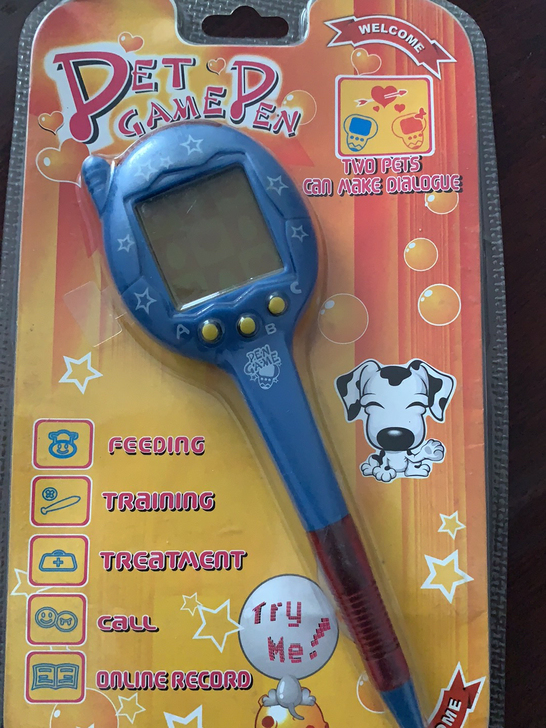 WELCOME
PET
GAME PEN
TWO PETS
CAN MAKE DIALOGUE
A B C
PEN
GAME
FEEDING
TRAINING
TREATMENT
CALL
ONLINE RECORD
Try
Me!
OME